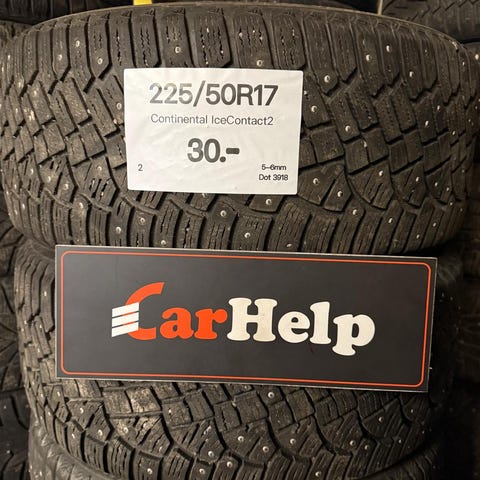 225/50R17
Continental IceContact2
30.-
2
5-6mm
Dot 3918
CarHelp